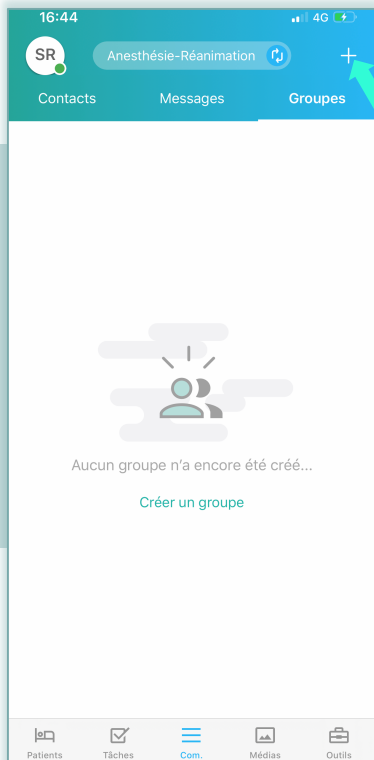 16:44 4G
SR Anesthésie-Réanimation
Contacts Messages Groupes
Aucun groupe n'a encore été créé...
Créer un groupe
Patients Tâches Com. Médias Outils